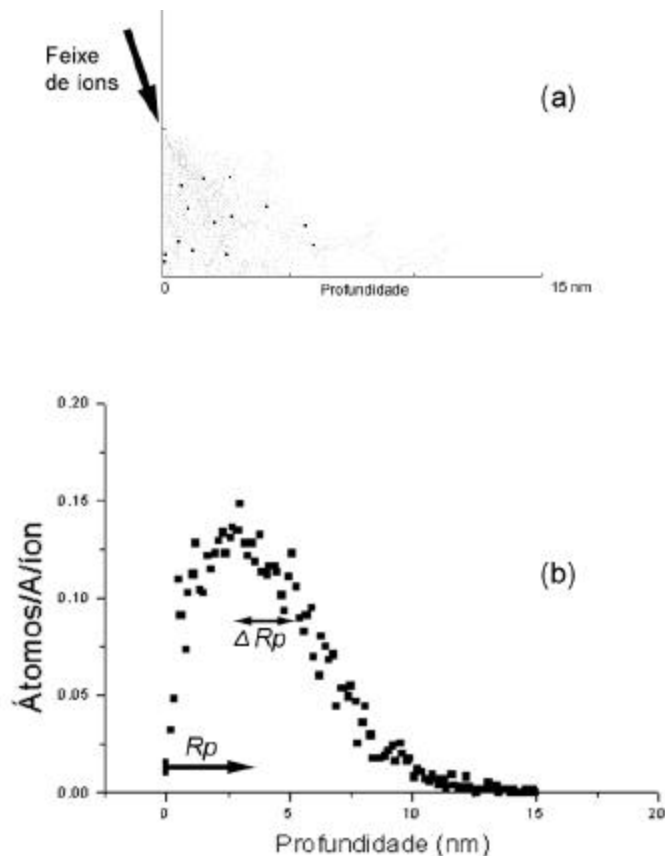 Feixe
de íons
(a)
0
Profundidade
15 nm
0.20
0.15
0.10
0.05
0.00
Átomos/A/íon
(b)
Δ Rp
Rp
0
5
10
15
20
Profundidade (nm)